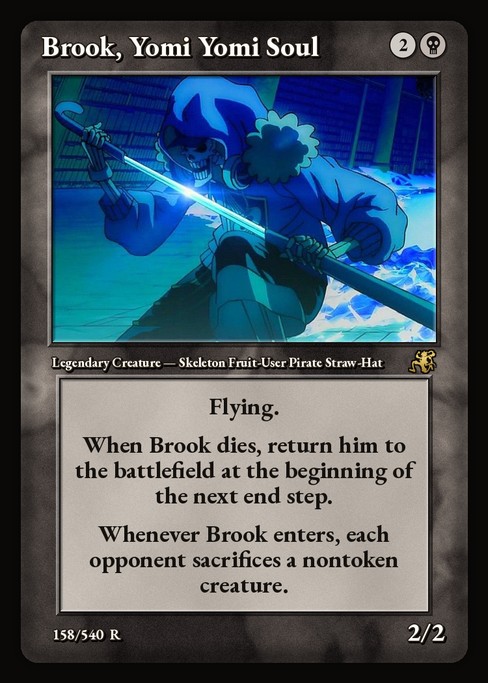 Brook, Yomi Yomi Soul
2
Legendary Creature — Skeleton Fruit-User Pirate Straw-Hat
Flying.
When Brook dies, return him to
the battlefield at the beginning of
the next end step.
Whenever Brook enters, each
opponent sacrifices a nontoken
creature.
158/540 R
2/2